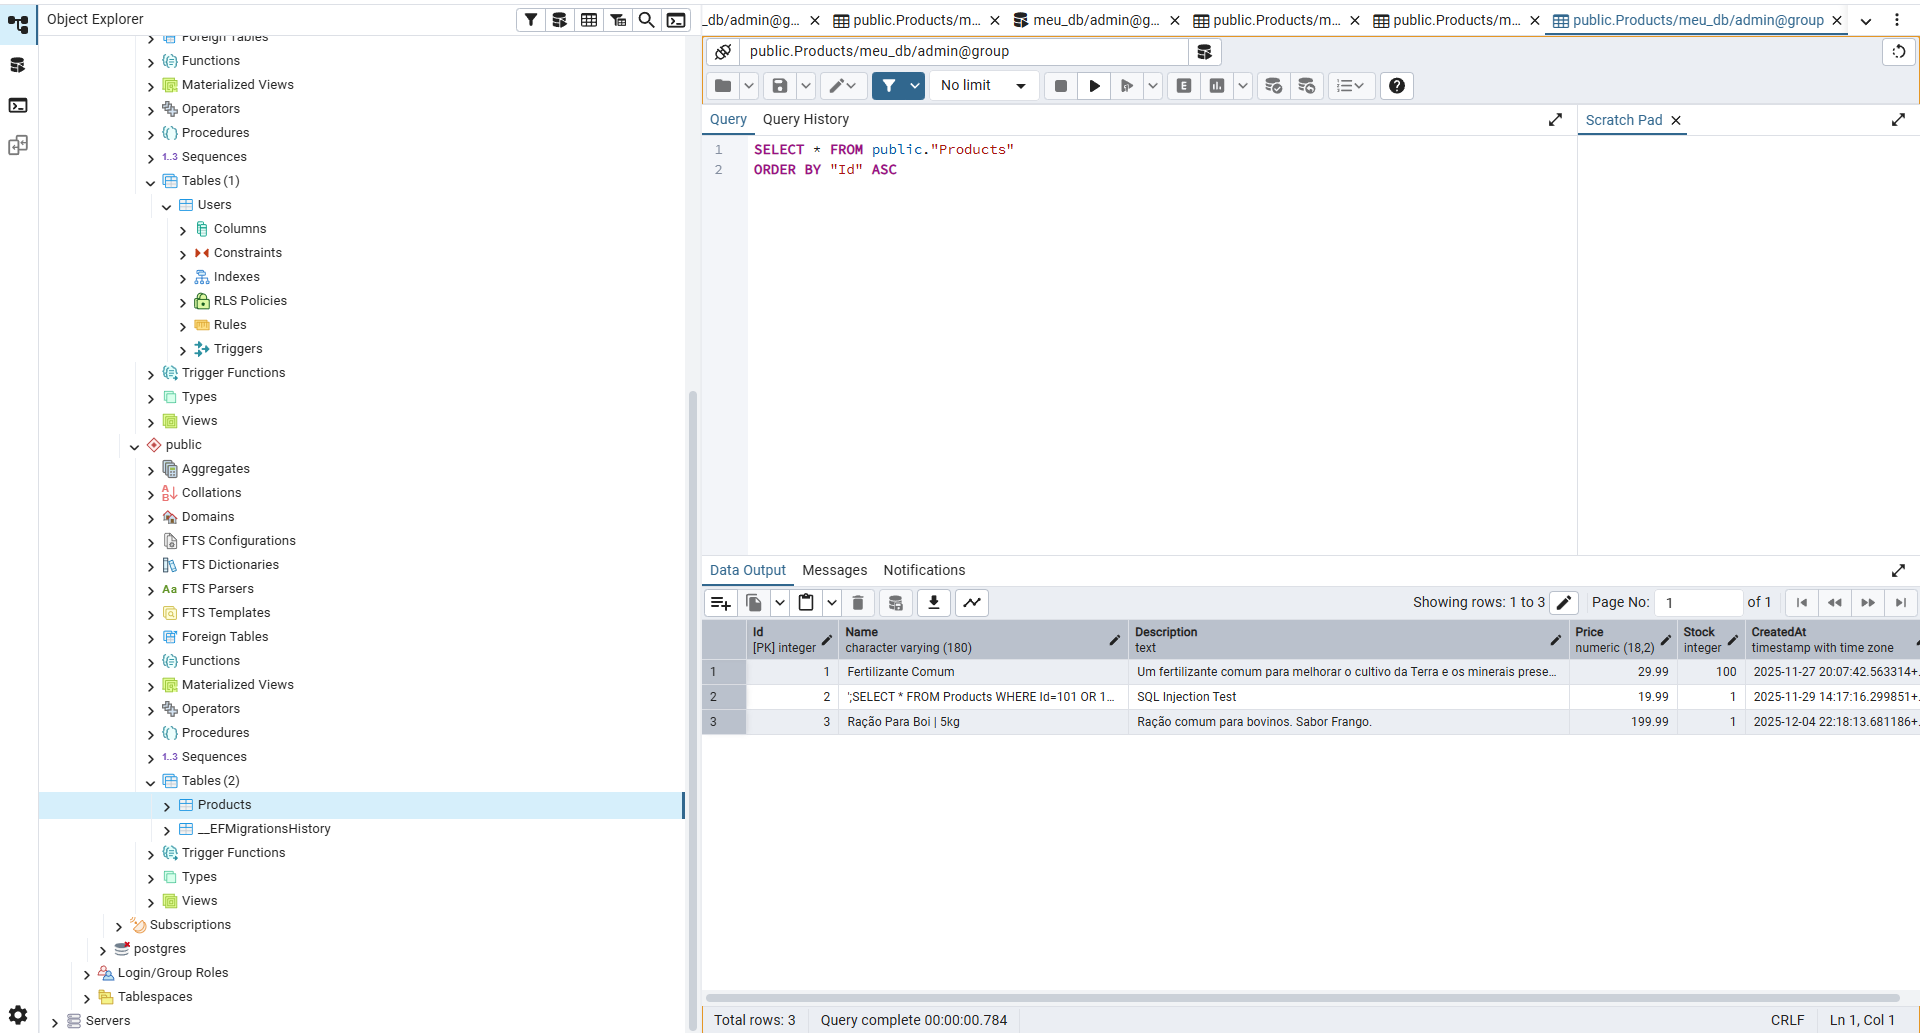 Object Explorer
Foreign Tables
Functions
Materialized Views
Operators
Procedures
1..3 Sequences
Tables (1)
Users
Columns
Constraints
Indexes
RLS Policies
Rules
Triggers
Trigger Functions
Types
Views
public
Aggregates
Collations
Domains
FTS Configurations
FTS Dictionaries
Aa FTS Parsers
FTS Templates
Foreign Tables
Functions
Materialized Views
Operators
Procedures
1..3 Sequences
Tables (2)
Products
__EFMigrationsHistory
Trigger Functions
Types
Views
Subscriptions
postgres
Login/Group Roles
Tablespaces
Servers
_db/admin@g... public.Products/m... meu_db/admin@g... public.Products/m... public.Products/m... public.Products/meu_db/admin@group
public.Products/meu_db/admin@group
No limit
Query Query History
Scratch Pad
1 SELECT * FROM public."Products"
2 ORDER BY "Id" ASC
Data Output Messages Notifications
Showing rows: 1 to 3 Page No: 1 of 1
Id Name Description Price Stock CreatedAt
[PK] integer character varying (180) text numeric (18,2) integer timestamp with time zone
1 1 Fertilizante Comum Um fertilizante comum para melhorar o cultivo da Terra e os minerais prese... 29.99 100 2025-11-27 20:07:42.563314+.
2 2 ';SELECT * FROM Products WHERE Id=101 OR 1... SQL Injection Test 19.99 1 2025-11-29 14:17:16.299851+.
3 3 Ração Para Boi | 5kg Ração comum para bovinos. Sabor Frango. 199.99 1 2025-12-04 22:18:13.681186+.
Total rows: 3 Query complete 00:00:00.784 CRLF Ln 1, Col 1